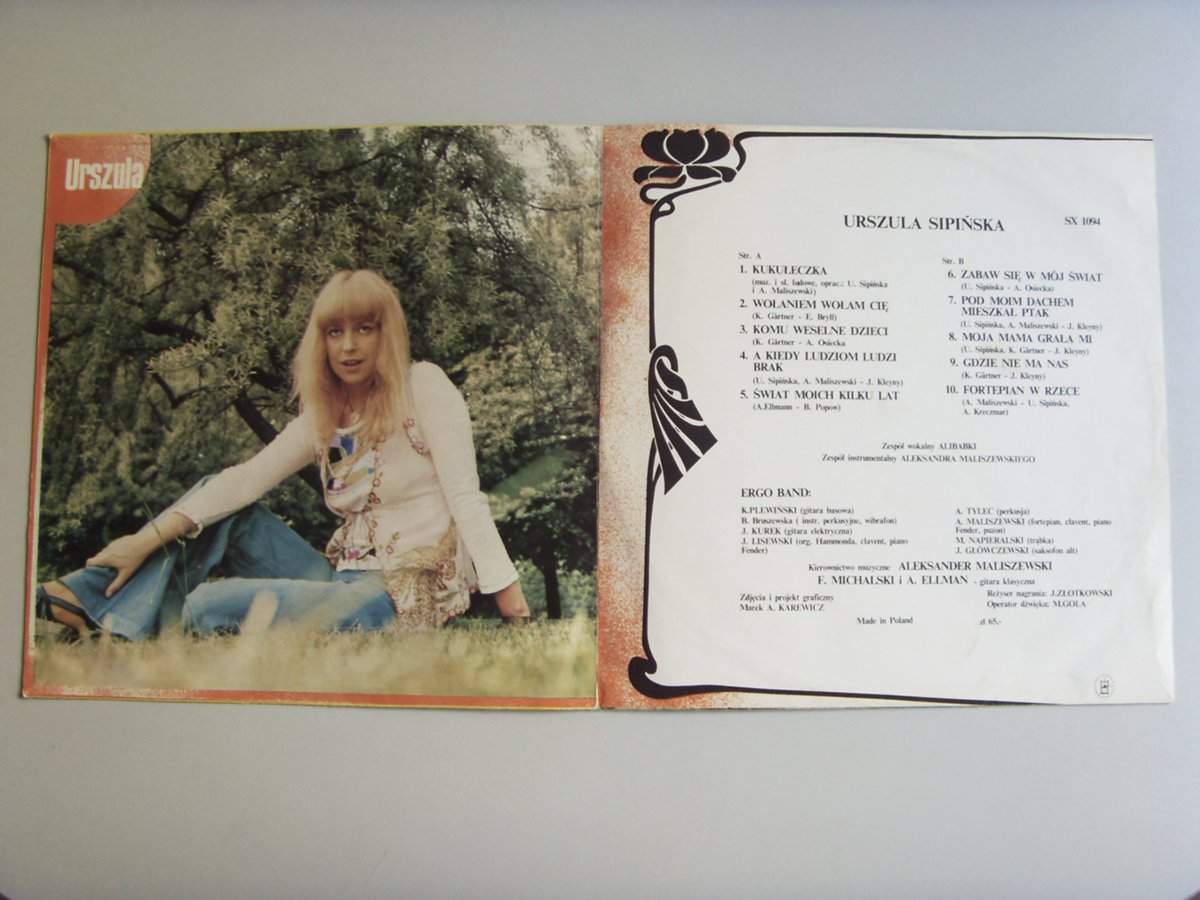 Urszula
URSZULA SIPIŃSKA
SX 1094
Str. A
1. KUKUŁECZKA
(muz. i sł. ludowe, oprac.: U. Sipińska
i A. Maliszewski)
2. WOŁANIEM WOŁAM CIĘ
(K. Gärtner - E. Bryll)
3. KOMU WESELNE DZIECI
(K. Gärtner - A. Osiecka
4. A KIEDY LUDZIOM LUDZI
BRAK
(U. Sipińska, A. Maliszewski - J. Kleyny)
5. ŚWIAT MOICH KILKU LAT
(A.Ellmann - B. Popow)
Str. B
6. ZABAW SIĘ W MÓJ ŚWIAT
(U. Sipińska - A. Osiecka)
7. POD MOIM DACHEM
MIESZKAŁ PTAK
(U. Sipińska, A. Maliszewski - J. Kleyny)
8. MOJA MAMA GRAŁA MI
(U. Sipińska, K. Gärtner - J. Kleyny)
9. GDZIE NIE MA NAS
(K. Gärtner - J. Kleyny)
10. FORTEPIAN W RZECE
(A. Maliszewski - U. Sipińska,
A. Kreczmar)
Zespół wokalny ALIBABKI
Zespół instrumentalny ALEKSANDRA MALISZEWSKIEGO
ERGO BAND:
K.PLEWIŃSKI (gitara basowa)
B. Bruszewska ( instr. perkusyjne, wibrafon)
J. KUREK (gitara elektryczna)
J. LISEWSKI (org. Hammonda, clavent, piano
Fender)
A. TYLEC (perkusja)
A. MALISZEWSKI (fortepian, clavent, piano
Fender, puzon)
M. NAPIERALSKI (trąbka)
J. GŁÓWCZEWSKI (saksofon alt)
Kierownictwo muzyczne ALEKSANDER MALISZEWSKI
F. MICHALSKI i A. ELLMAN - gitara klasyczna
Zdjęcia i projekt graficzny
Marek A. KAREWICZ
Reżyser nagrania: J.ZŁOTKOWSKI
Operator dźwięku: M.GOLA
Made in Poland
zł 65,-